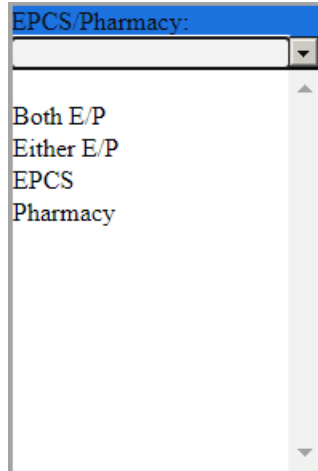 EPCS/Pharmacy:
Both E/P
Either E/P
EPCS
Pharmacy